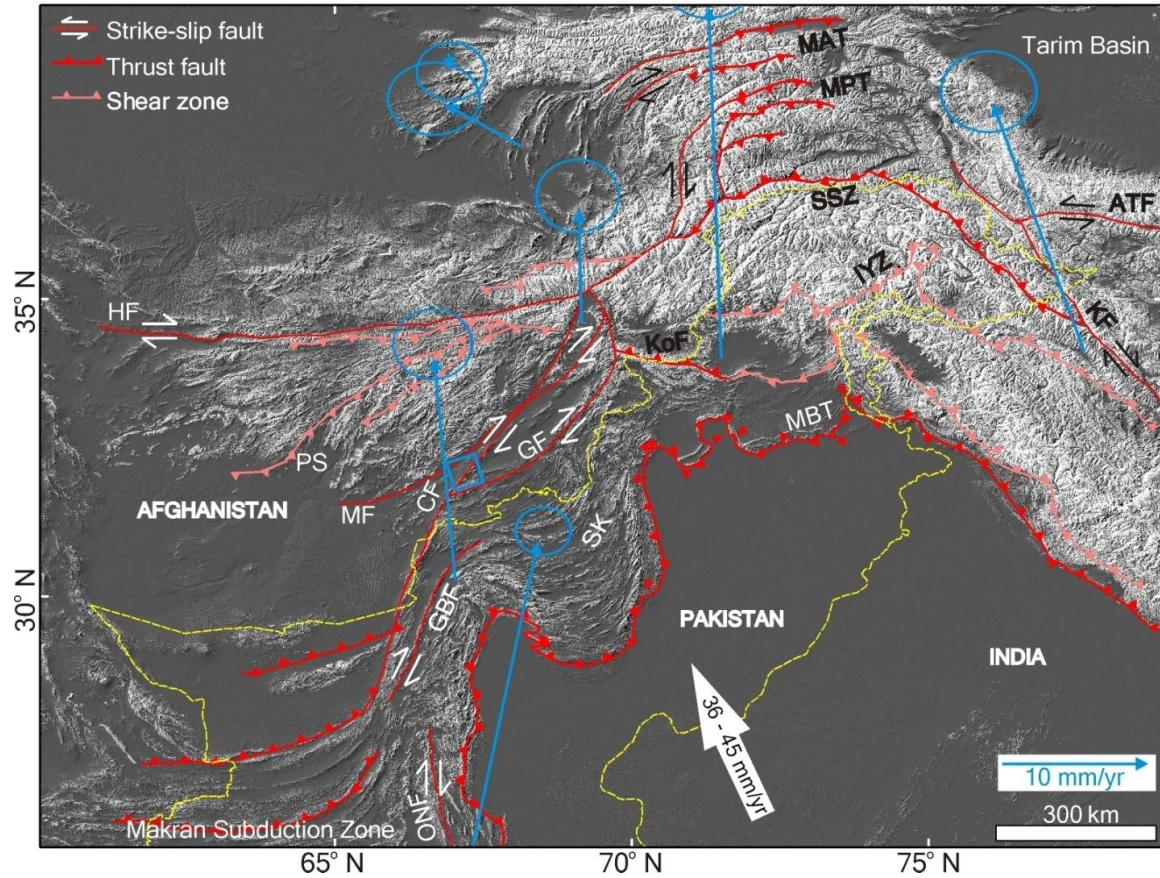 Strike-slip fault
Thrust fault
Shear zone
MAT
MPT
Tarim Basin
SSZ
ATF
IYZ
35° N
HF
KoF
KF
MBT
PS
GF
CF
AFGHANISTAN
MF
SK
30° N
GBF
PAKISTAN
INDIA
36 - 45 mm/yr
10 mm/yr
300 km
ONF
Makran Subduction Zone
65° N
70° N
75° N